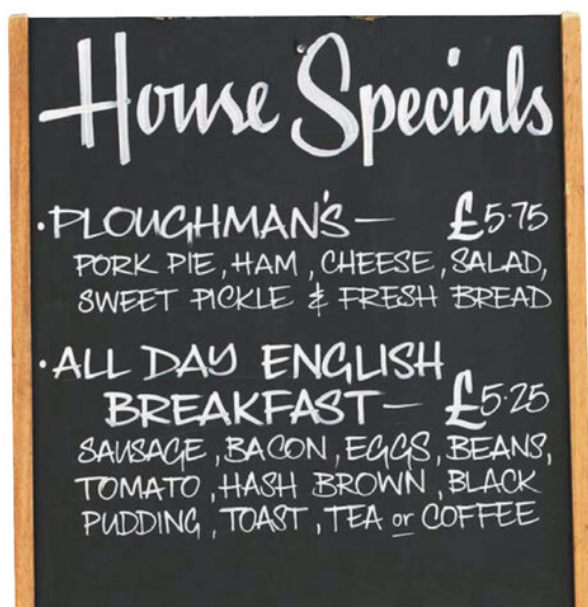 House Specials
• PLOUGHMAN'S — £5·75
PORK PIE, HAM, CHEESE, SALAD,
SWEET PICKLE & FRESH BREAD
• ALL DAY ENGLISH
BREAKFAST — £5·25
SAUSAGE, BACON, EGGS, BEANS,
TOMATO, HASH BROWN, BLACK
PUDDING, TOAST, TEA or COFFEE